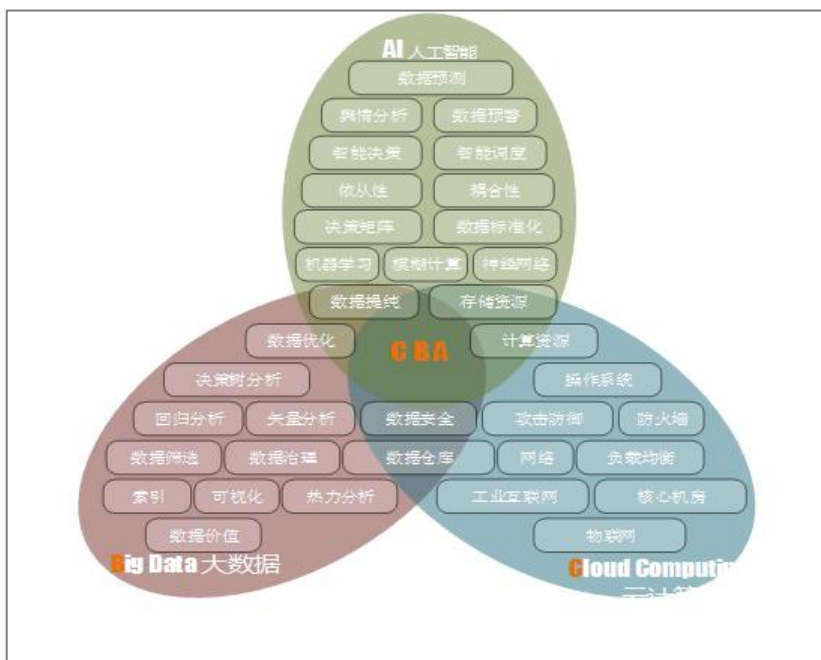 AI 人工智能
数据预测
舆情分析 数据预警
智能决策 智能调度
依从性 耦合性
决策矩阵 数据标准化
机器学习 模糊计算 神经网络
数据提纯 存储资源
数据优化 CBA 计算资源
决策树分析 操作系统
回归分析 矢量分析 数据安全 攻击防御 防火墙
数据筛选 数据治理 数据仓库 网络 负载均衡
索引 可视化 热力分析 工业互联网 核心机房
数据价值 物联网
Big Data 大数据 Cloud Computin
云计算